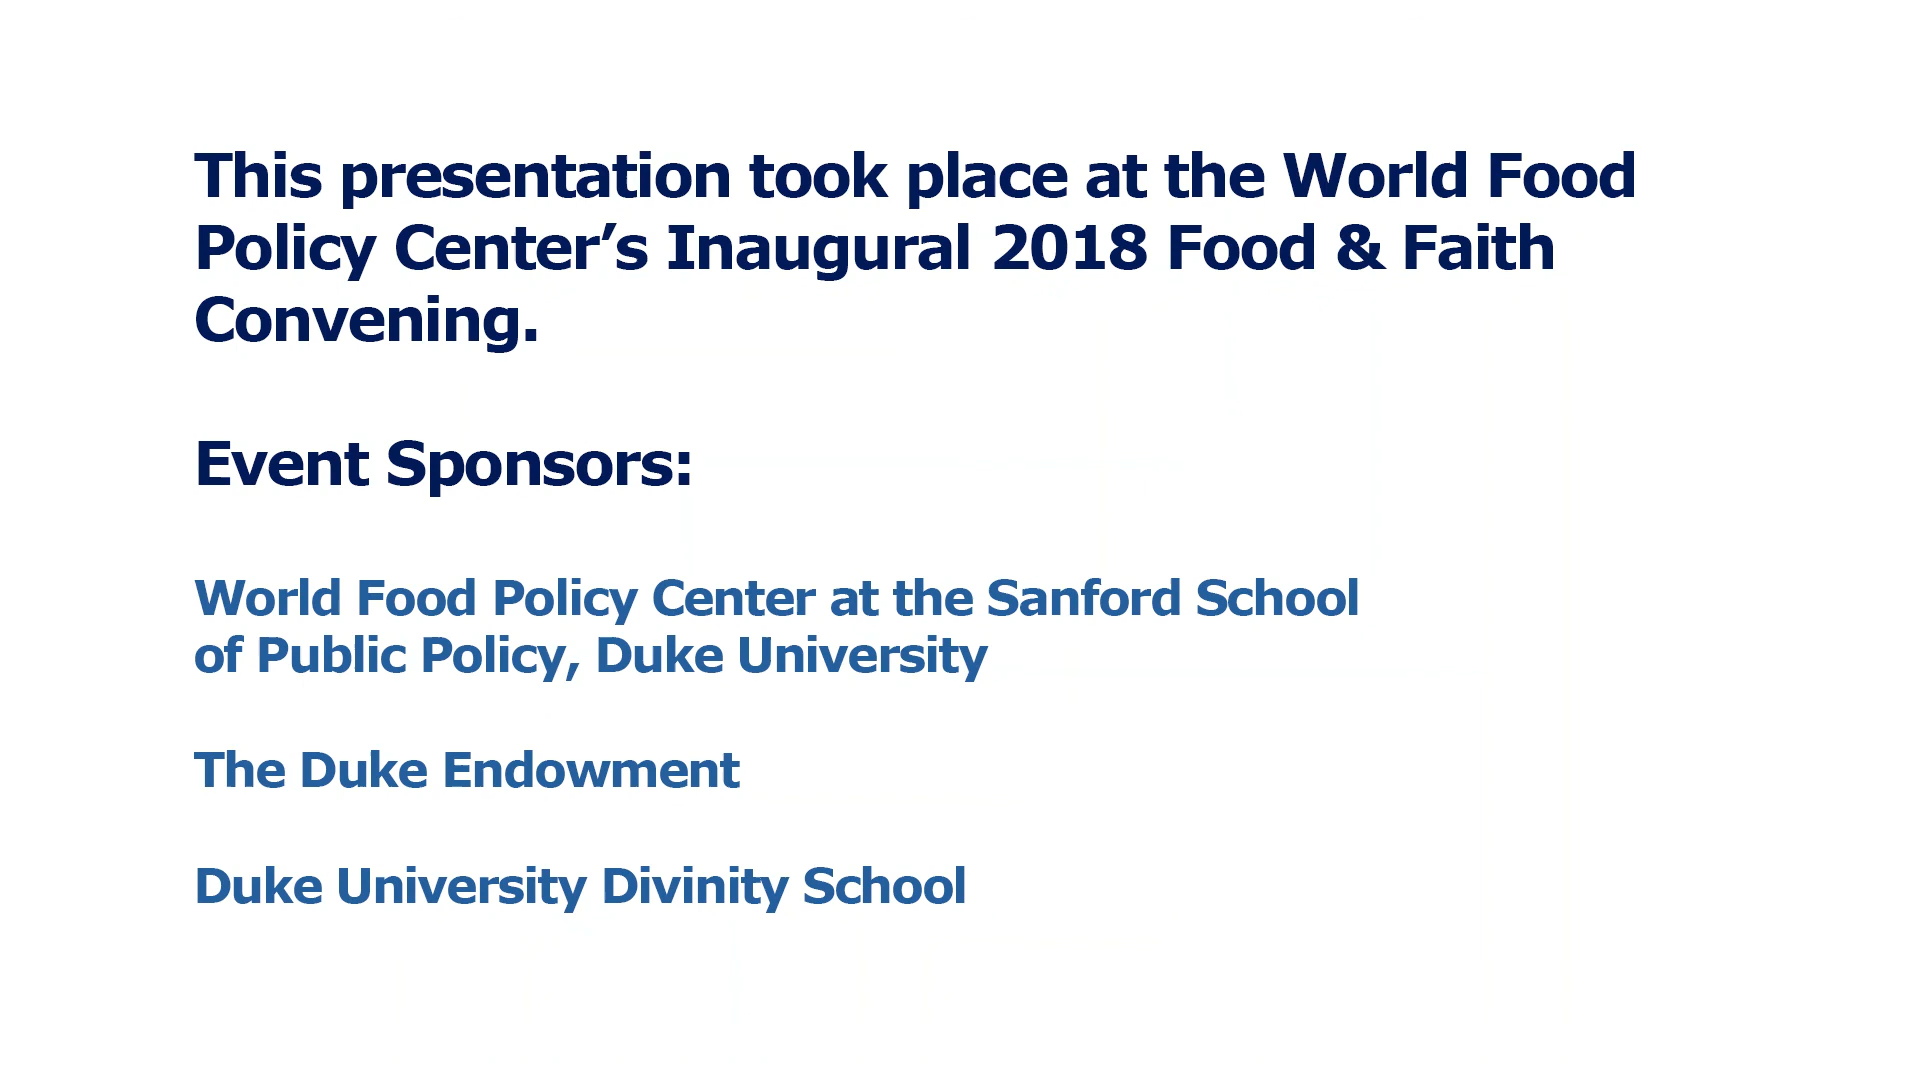 This presentation took place at the World Food
Policy Center’s Inaugural 2018 Food & Faith
Convening.
Event Sponsors:
World Food Policy Center at the Sanford School
of Public Policy, Duke University
The Duke Endowment
Duke University Divinity School